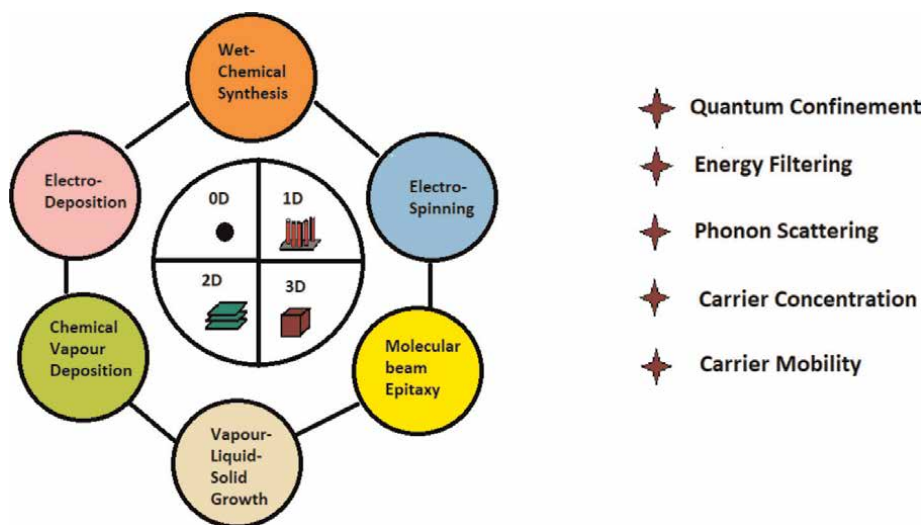 Wet-
Chemical
Synthesis
Electro-
Deposition
Electro-
Spinning
0D
1D
2D
3D
Chemical
Vapour
Deposition
Molecular
beam
Epitaxy
Vapour-
Liquid-
Solid
Growth
Quantum Confinement
Energy Filtering
Phonon Scattering
Carrier Concentration
Carrier Mobility